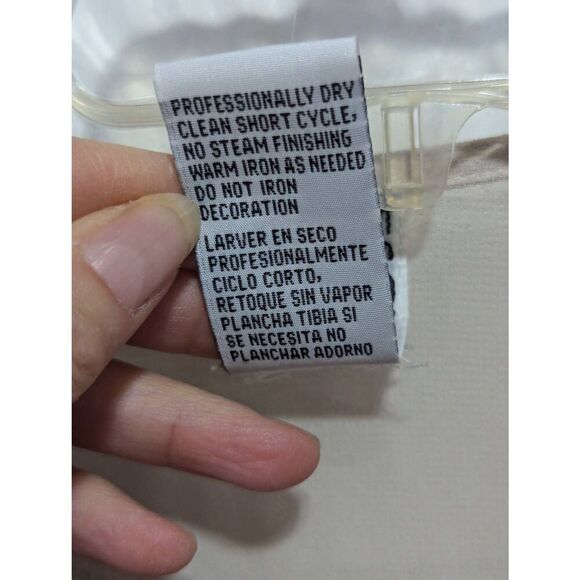 PROFESSIONALLY DRY
CLEAN SHORT CYCLE,
NO STEAM FINISHING
WARM IRON AS NEEDED
DO NOT IRON
DECORATION
LARVER EN SECO
PROFESIONALMENTE
CICLO CORTO,
RETOQUE SIN VAPOR
PLANCHA TIBIA SI
SE NECESITA NO
PLANCHAR ADORNO